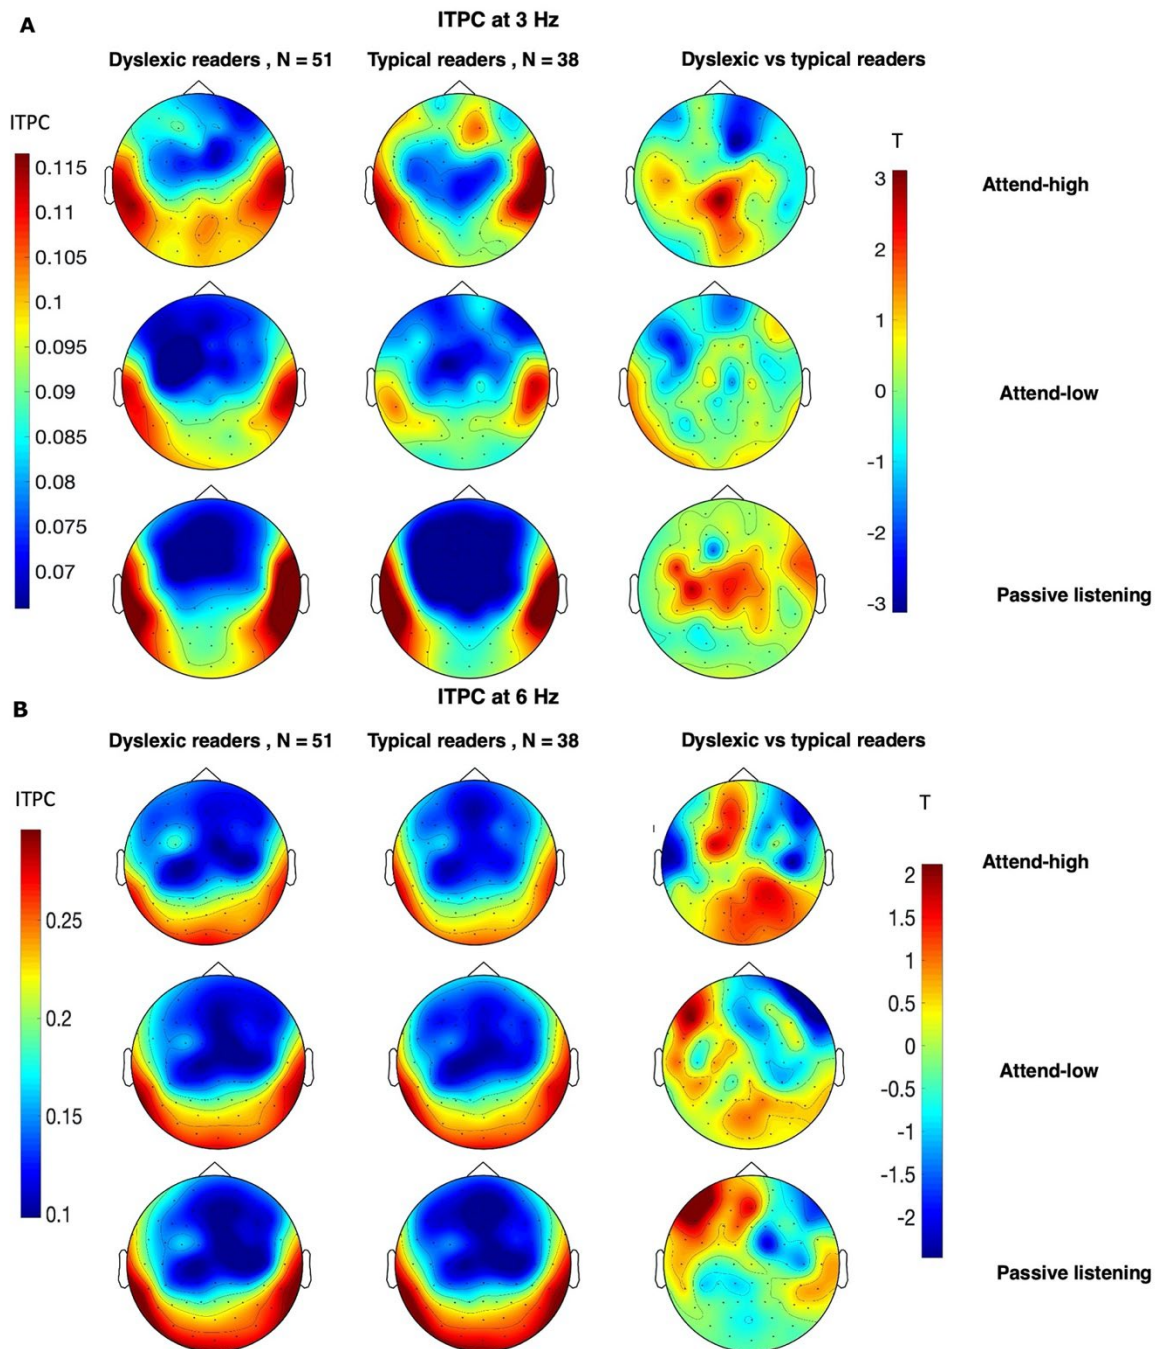 A
ITPC at 3 Hz
Dyslexic readers , N = 51
Typical readers , N = 38
Dyslexic vs typical readers
ITPC
0.115
0.11
0.105
0.1
0.095
0.09
0.085
0.08
0.075
0.07
T
3
2
1
0
-1
-2
-3
Attend-high
Attend-low
Passive listening
B
ITPC at 6 Hz
Dyslexic readers , N = 51
Typical readers , N = 38
Dyslexic vs typical readers
ITPC
0.25
0.2
0.15
0.1
T
2
1.5
1
0.5
0
-0.5
-1
-1.5
-2
Attend-high
Attend-low
Passive listening